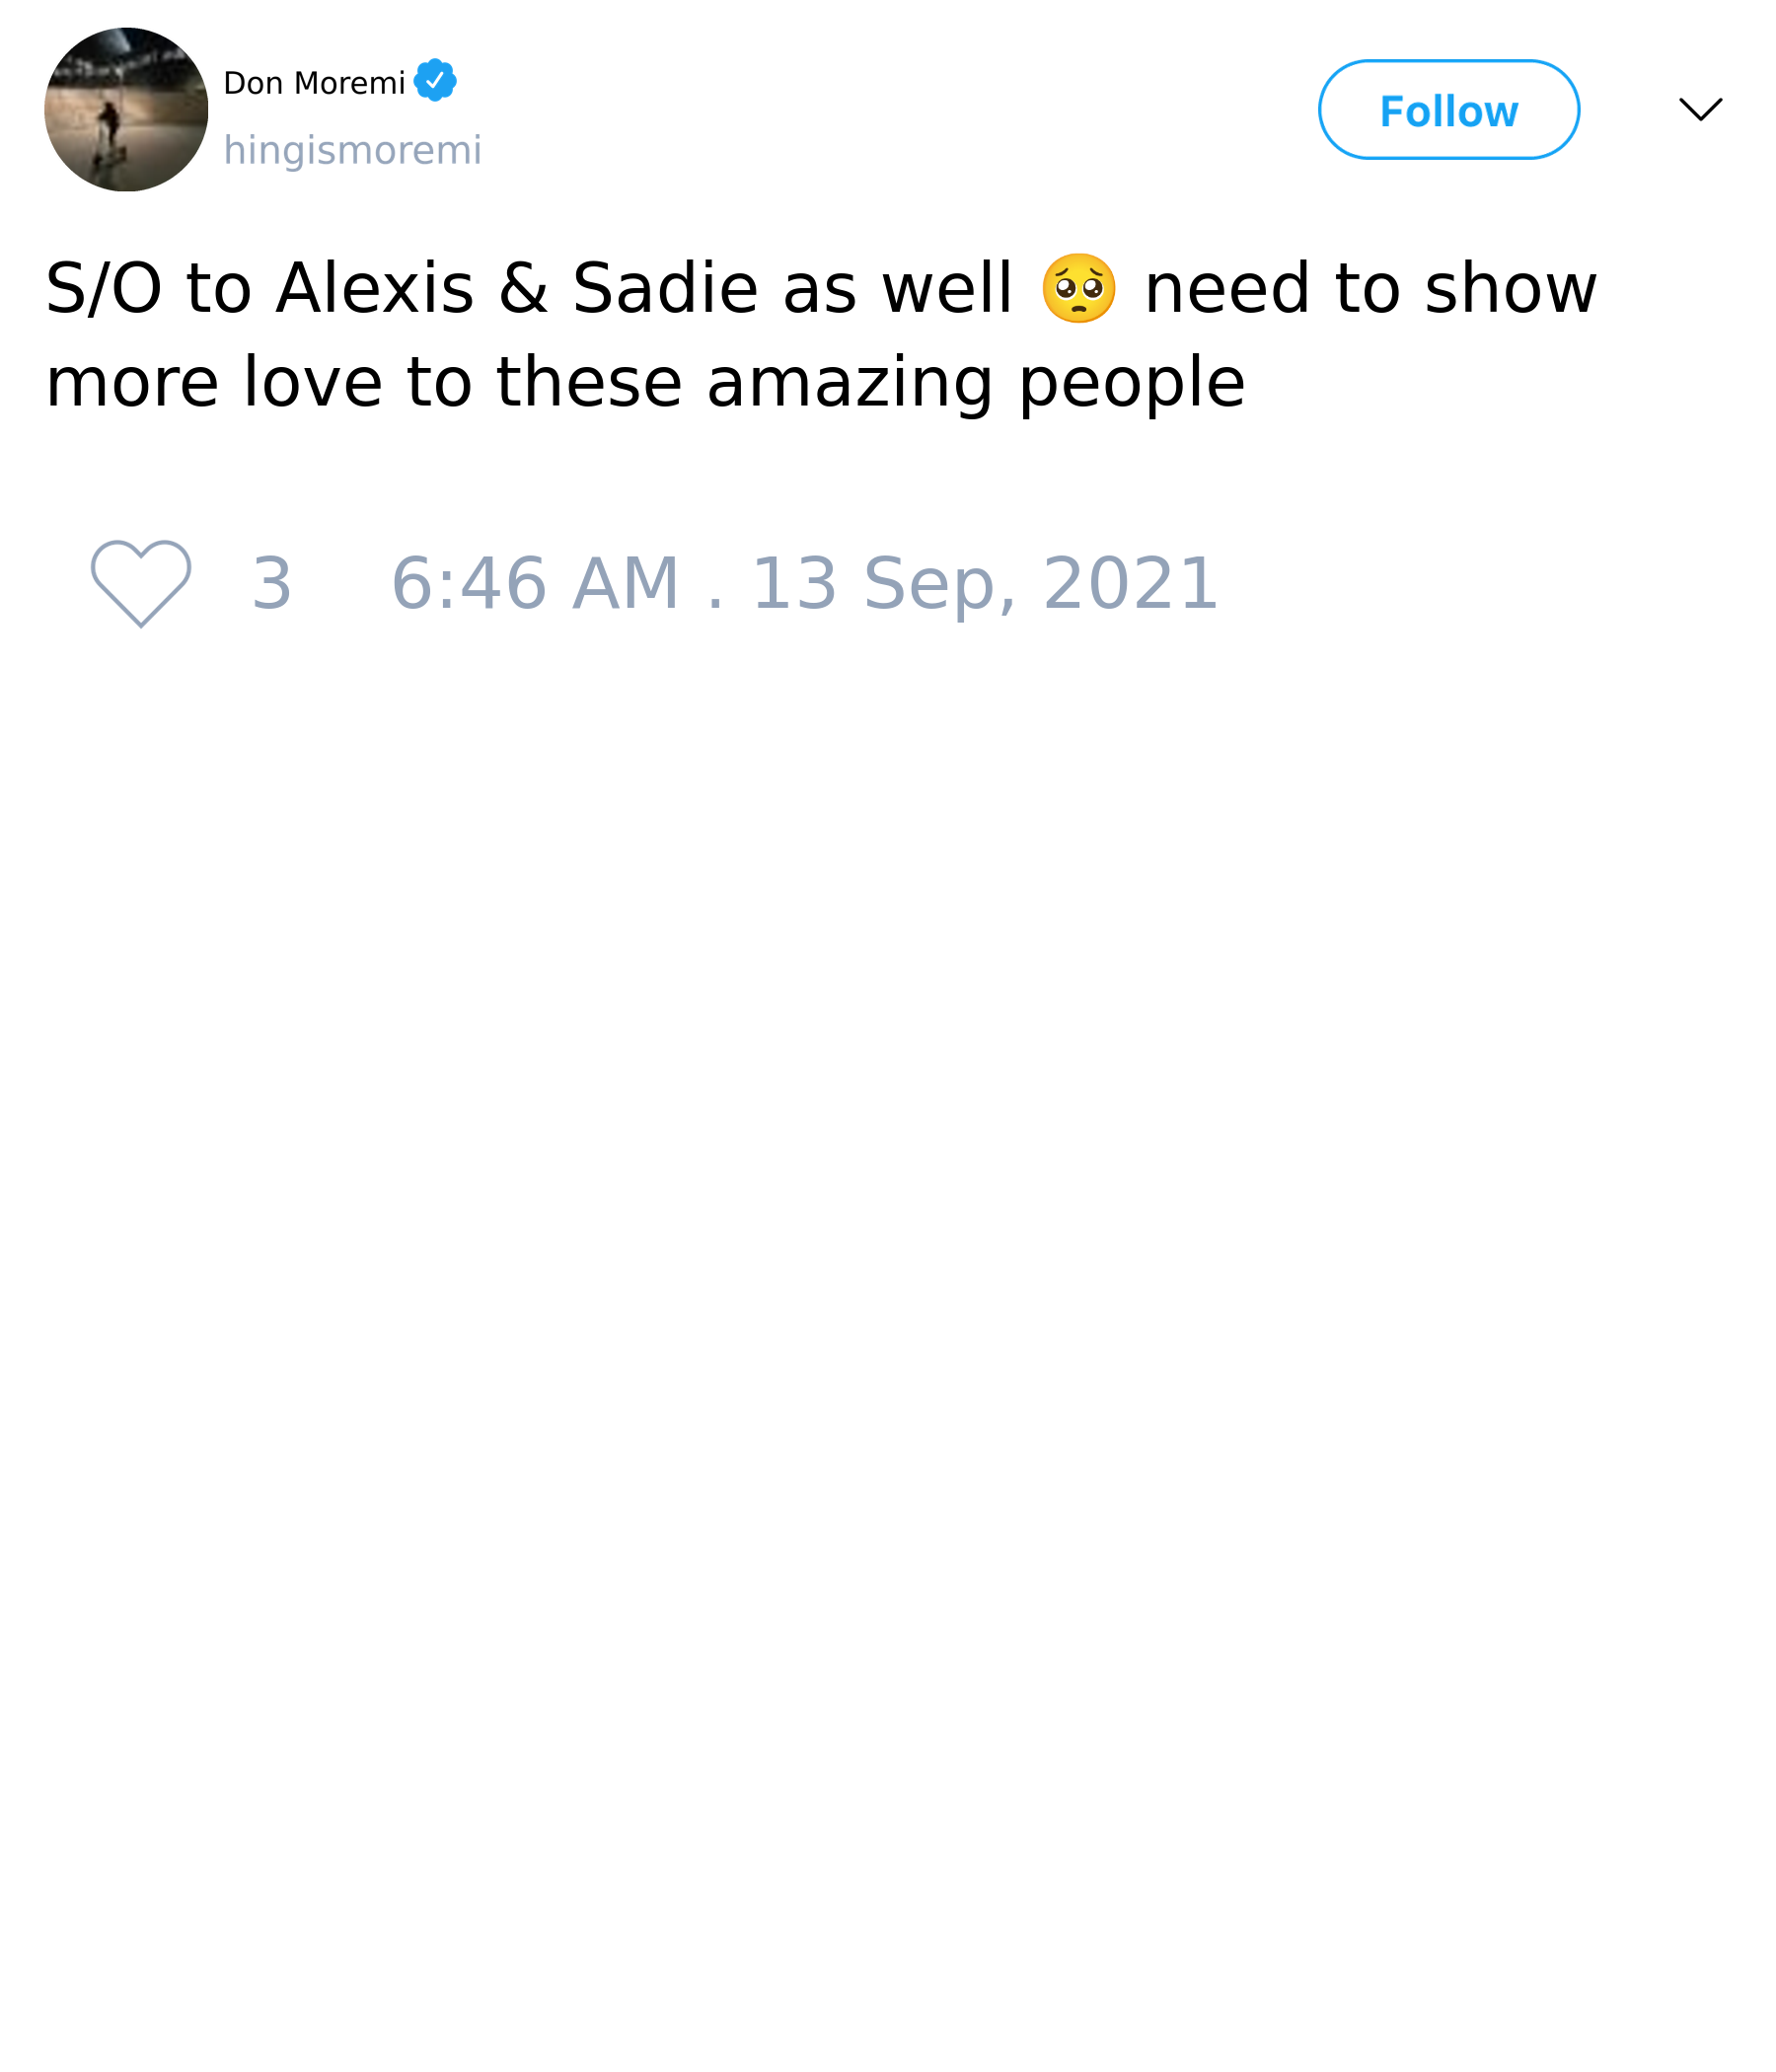 Don Moremi
hingismoremi
Follow
S/O to Alexis & Sadie as well 🥺 need to show
more love to these amazing people
3 6:46 AM . 13 Sep, 2021